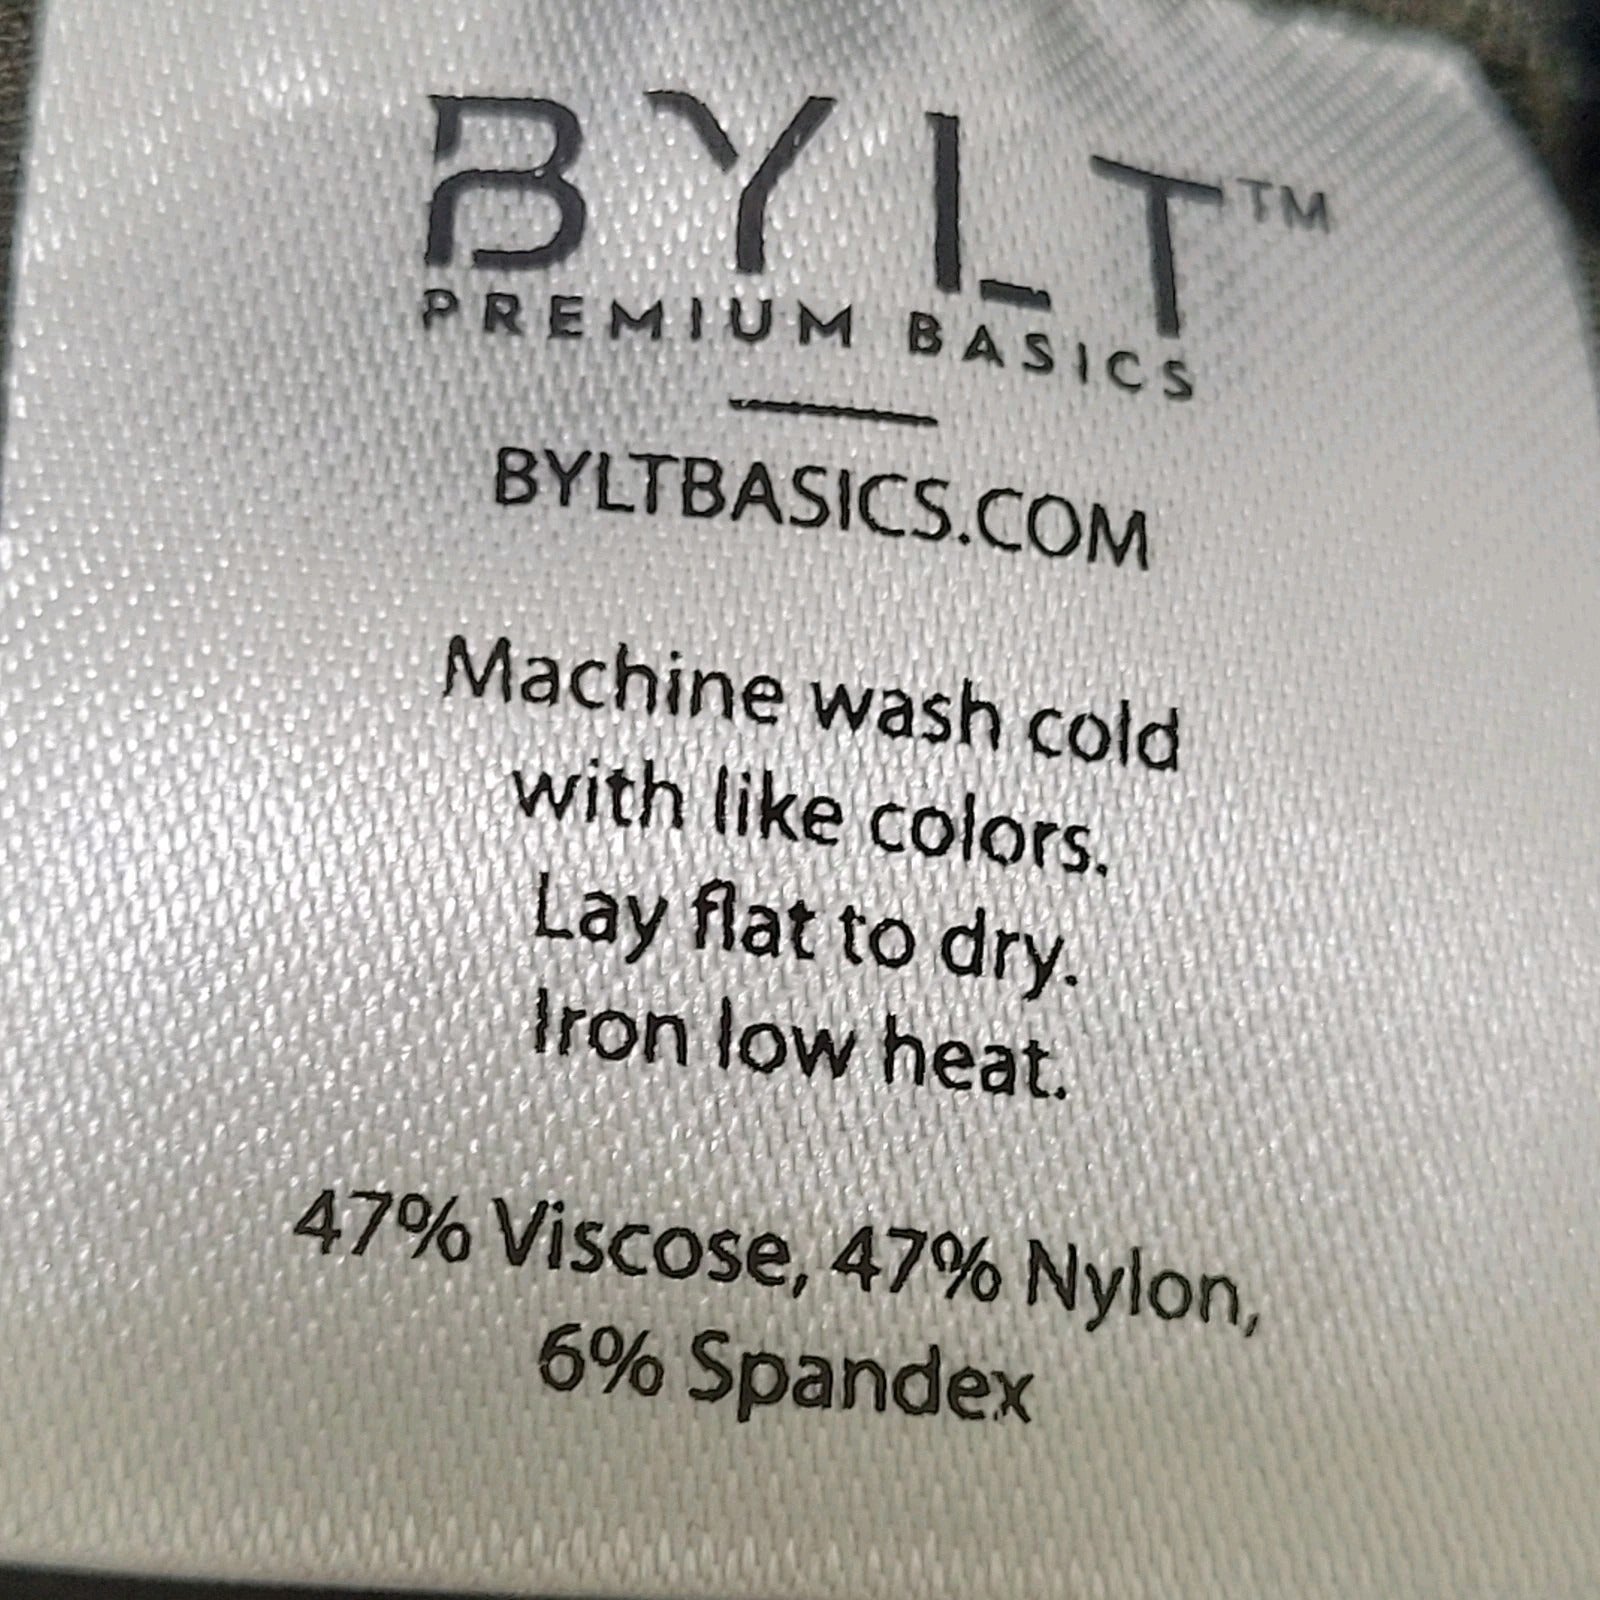 BYLT™
PREMIUM BASICS
BYLTBASICS.COM
Machine wash cold
with like colors.
Lay flat to dry.
Iron low heat.
47% Viscose, 47% Nylon,
6% Spandex